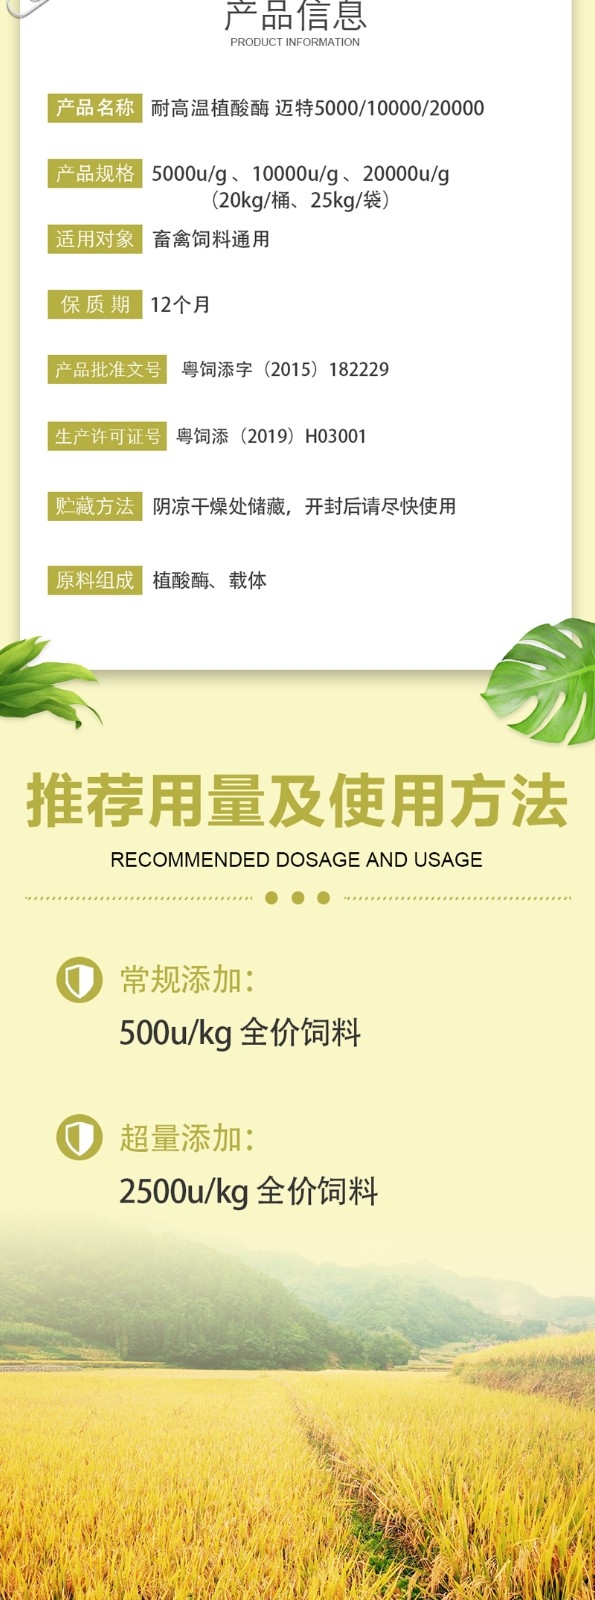 产品信息
PRODUCT INFORMATION
产品名称 耐高温植酸酶 迈特5000/10000/20000
产品规格 5000u/g 、10000u/g 、20000u/g
（20kg/桶、25kg/袋）
适用对象 畜禽饲料通用
保质期 12个月
产品批准文号 粤饲添字（2015）182229
生产许可证号 粤饲添（2019）H03001
贮藏方法 阴凉干燥处储藏，开封后请尽快使用
原料组成 植酸酶、载体
推荐用量及使用方法
RECOMMENDED DOSAGE AND USAGE
常规添加：
500u/kg 全价饲料
超量添加：
2500u/kg 全价饲料